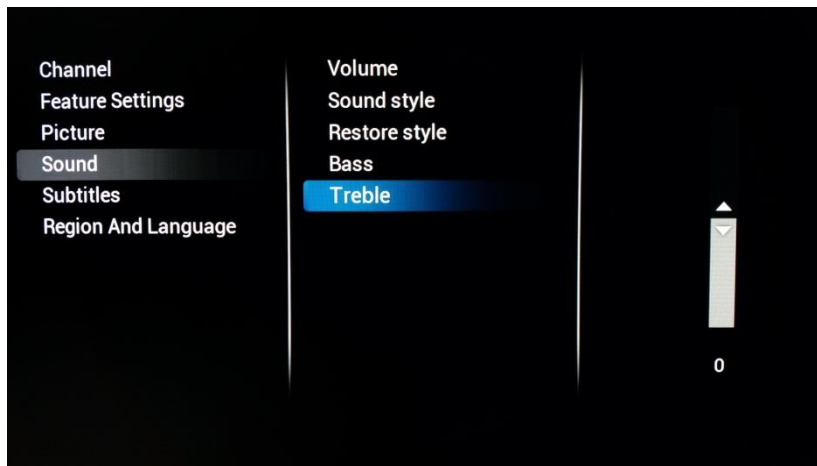 Channel
Feature Settings
Picture
Sound
Subtitles
Region And Language
Volume
Sound style
Restore style
Bass
Treble
0